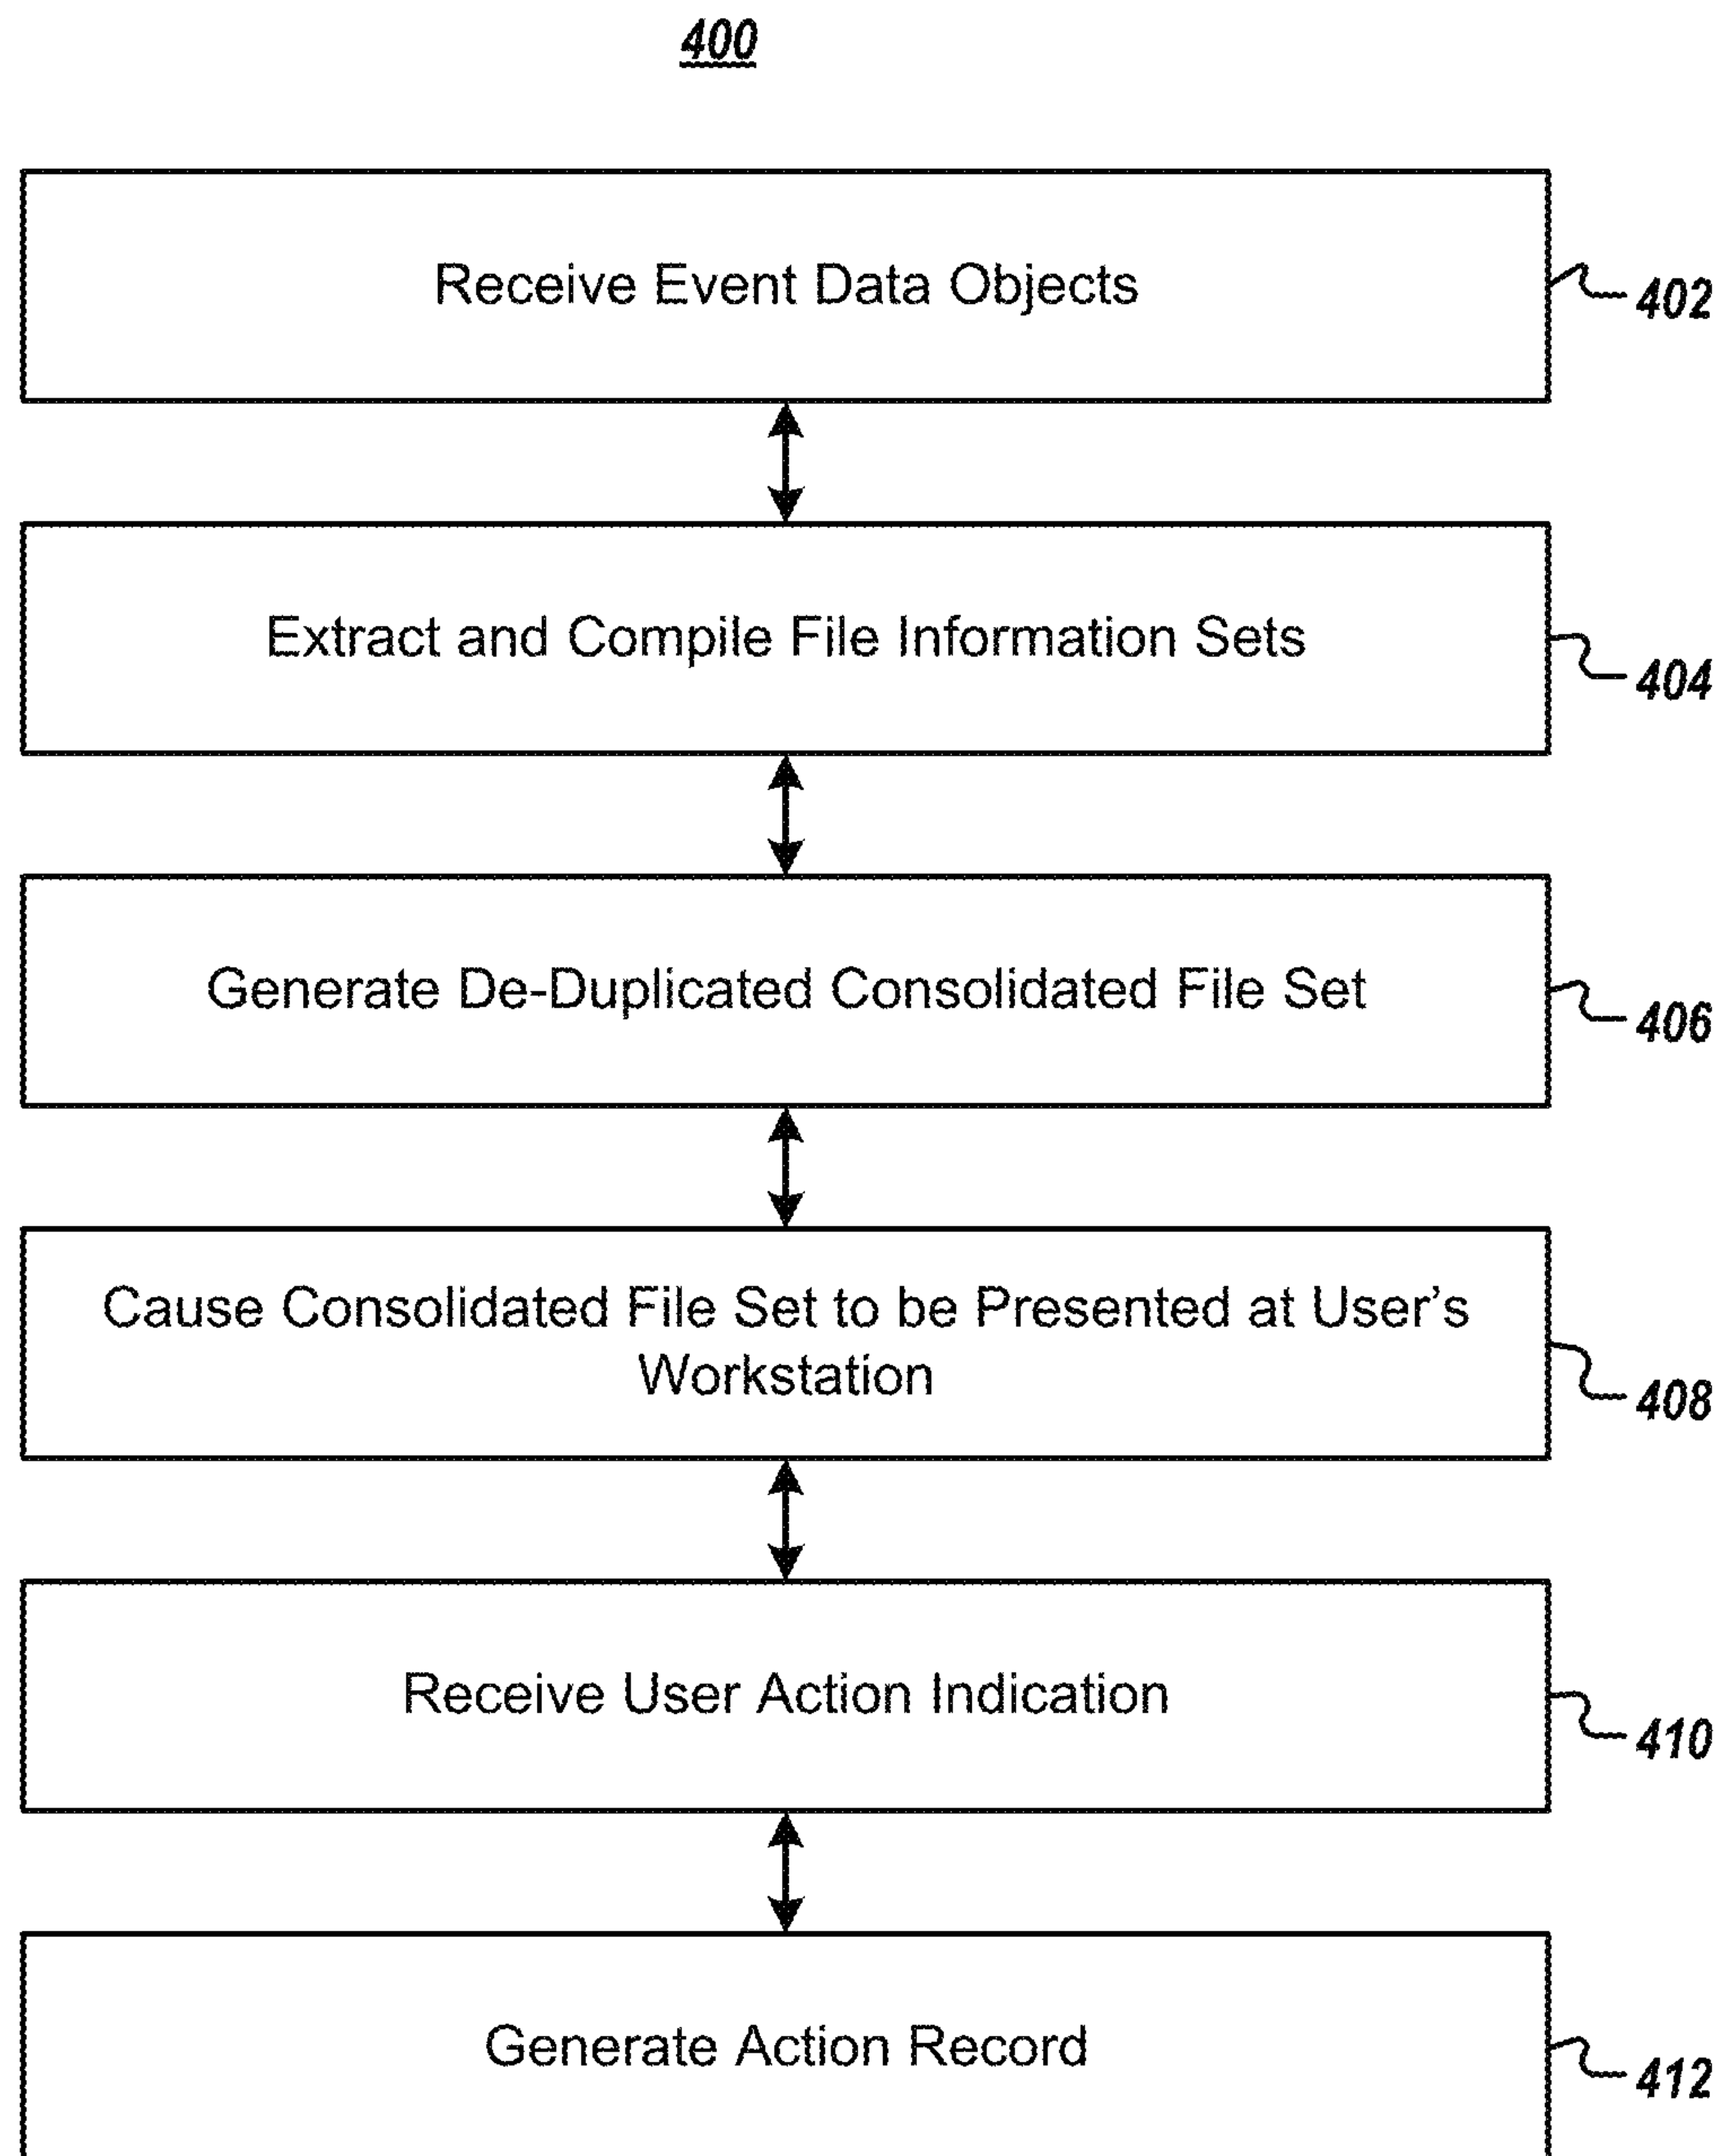 400
Receive Event Data Objects
402
Extract and Compile File Information Sets
404
Generate De-Duplicated Consolidated File Set
406
Cause Consolidated File Set to be Presented at User's
Workstation
408
Receive User Action Indication
410
Generate Action Record
412